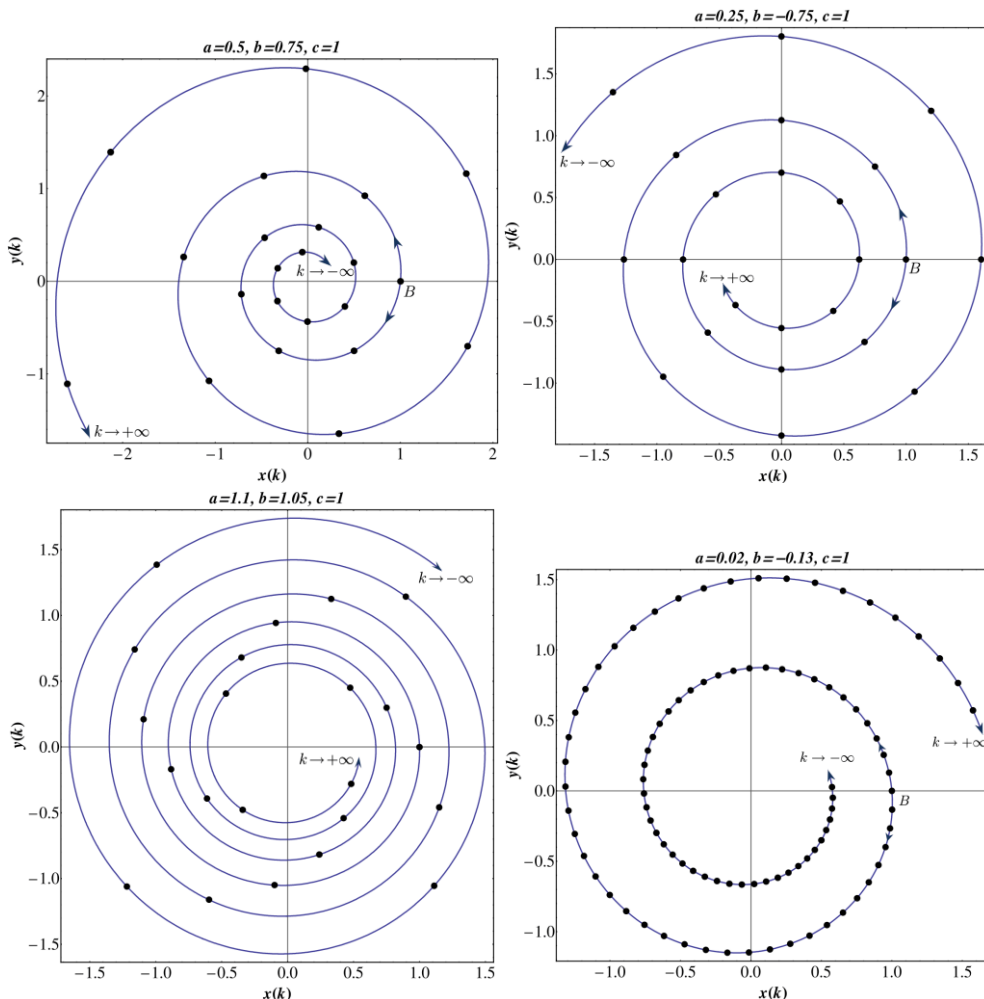 a=0.5, b=0.75, c=1
2
1
0
−1
y(k)
B
k→−∞
k→+∞
−2
−1
0
1
2
x(k)
a=0.25, b=−0.75, c=1
1.5
1.0
0.5
0.0
−0.5
−1.0
y(k)
k→−∞
B
k→+∞
−1.5
−1.0
−0.5
0.0
0.5
1.0
1.5
x(k)
a=1.1, b=1.05, c=1
1.5
1.0
0.5
0.0
−0.5
−1.0
−1.5
y(k)
k→−∞
k→+∞
−1.5
−1.0
−0.5
0.0
0.5
1.0
1.5
x(k)
a=0.02, b=−0.13, c=1
1.5
1.0
0.5
0.0
−0.5
−1.0
y(k)
k→+∞
k→−∞
B
−1.0
−0.5
0.0
0.5
1.0
1.5
x(k)